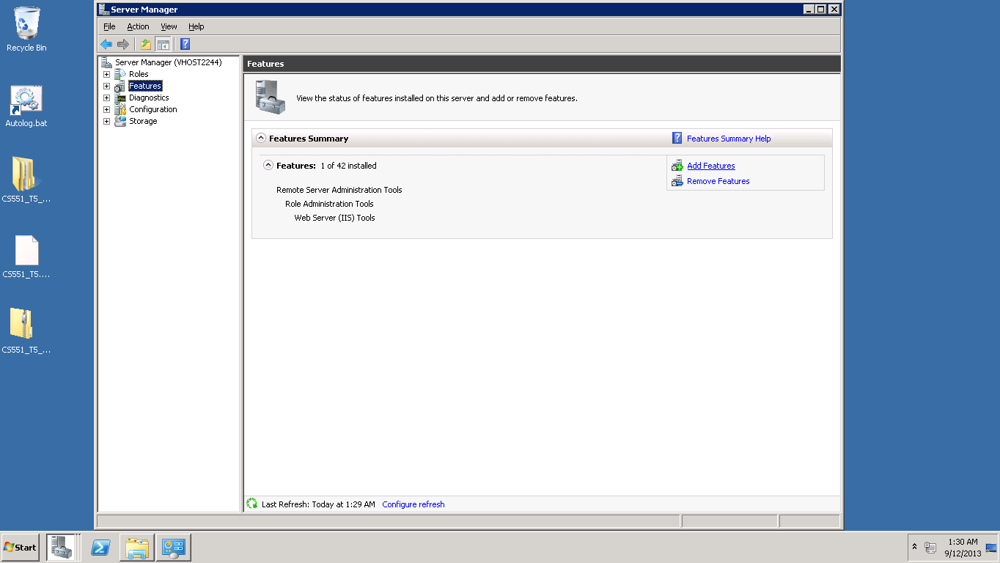 Recycle Bin
Autolog.bat
CS551_T5_...
CS551_T5....
CS551_T5_...
Server Manager
File Action View Help
Server Manager (VHOST2244)
Roles
Features
Diagnostics
Configuration
Storage
Features
View the status of features installed on this server and add or remove features.
Features Summary
Features Summary Help
Features: 1 of 42 installed
Add Features
Remove Features
Remote Server Administration Tools
Role Administration Tools
Web Server (IIS) Tools
Last Refresh: Today at 1:29 AM Configure refresh
Start
1:30 AM
9/12/2013